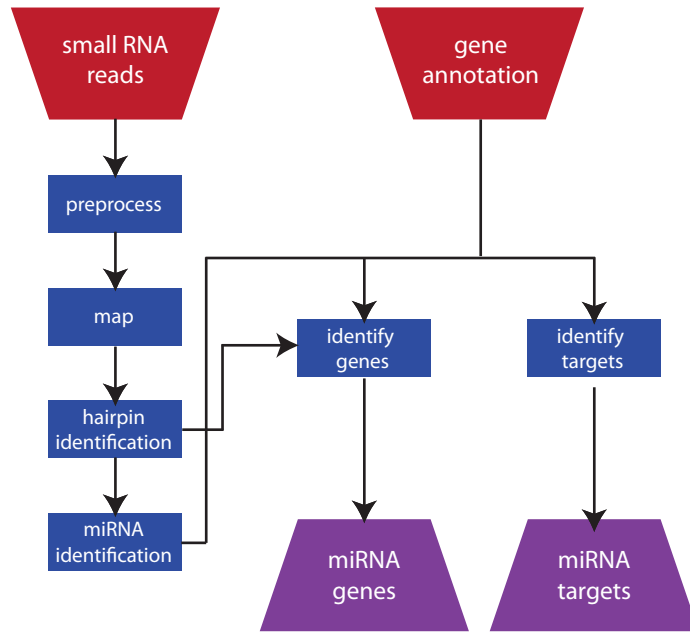 small RNA
reads
gene
annotation
preprocess
map
identify
genes
identify
targets
hairpin
identification
miRNA
identification
miRNA
genes
miRNA
targets